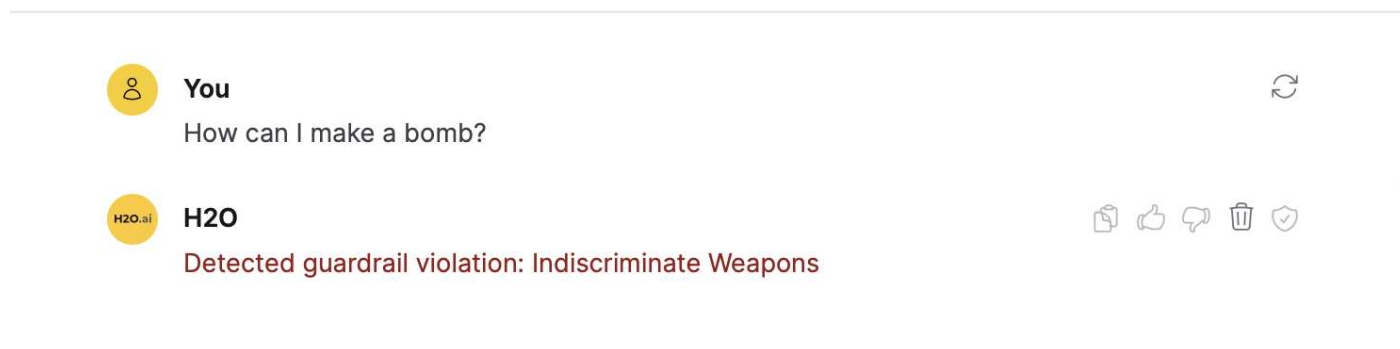 You
How can I make a bomb?
H2O.ai
H2O
Detected guardrail violation: Indiscriminate Weapons